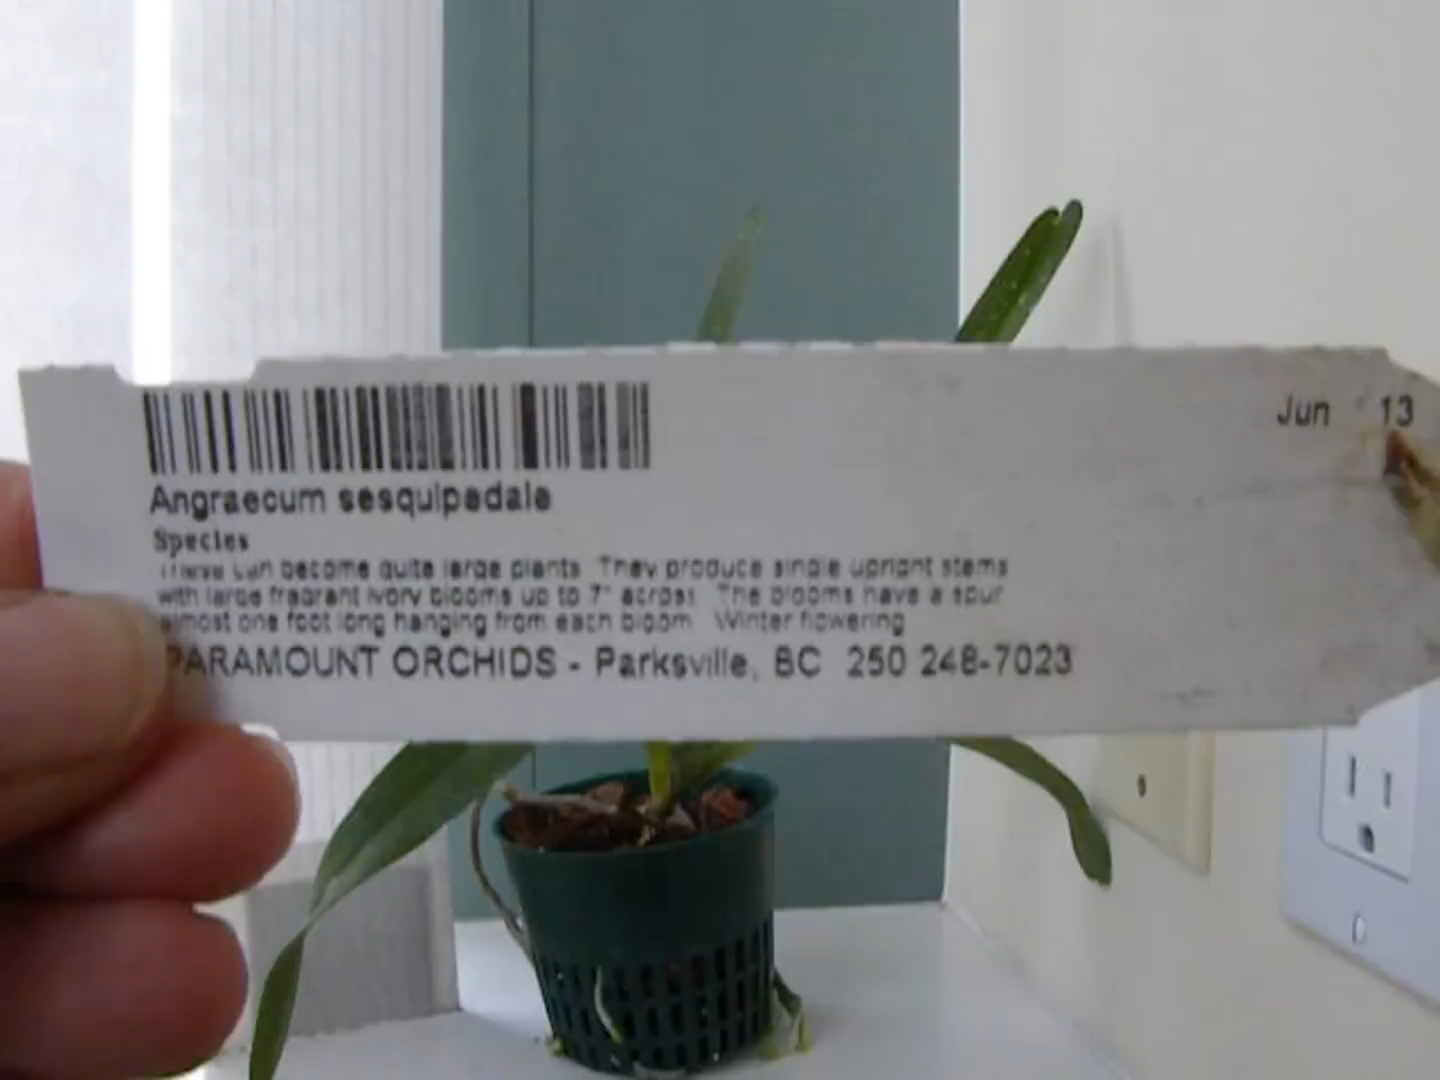 Jun 13
Angraecum sesquipedale
Species
These can become quite large plants They produce single upright stems
with large fragrant ivory blooms up to 7" across The blooms have a spur
almost one foot long hanging from each bloom Winter flowering
PARAMOUNT ORCHIDS - Parksville, BC 250 248-7023